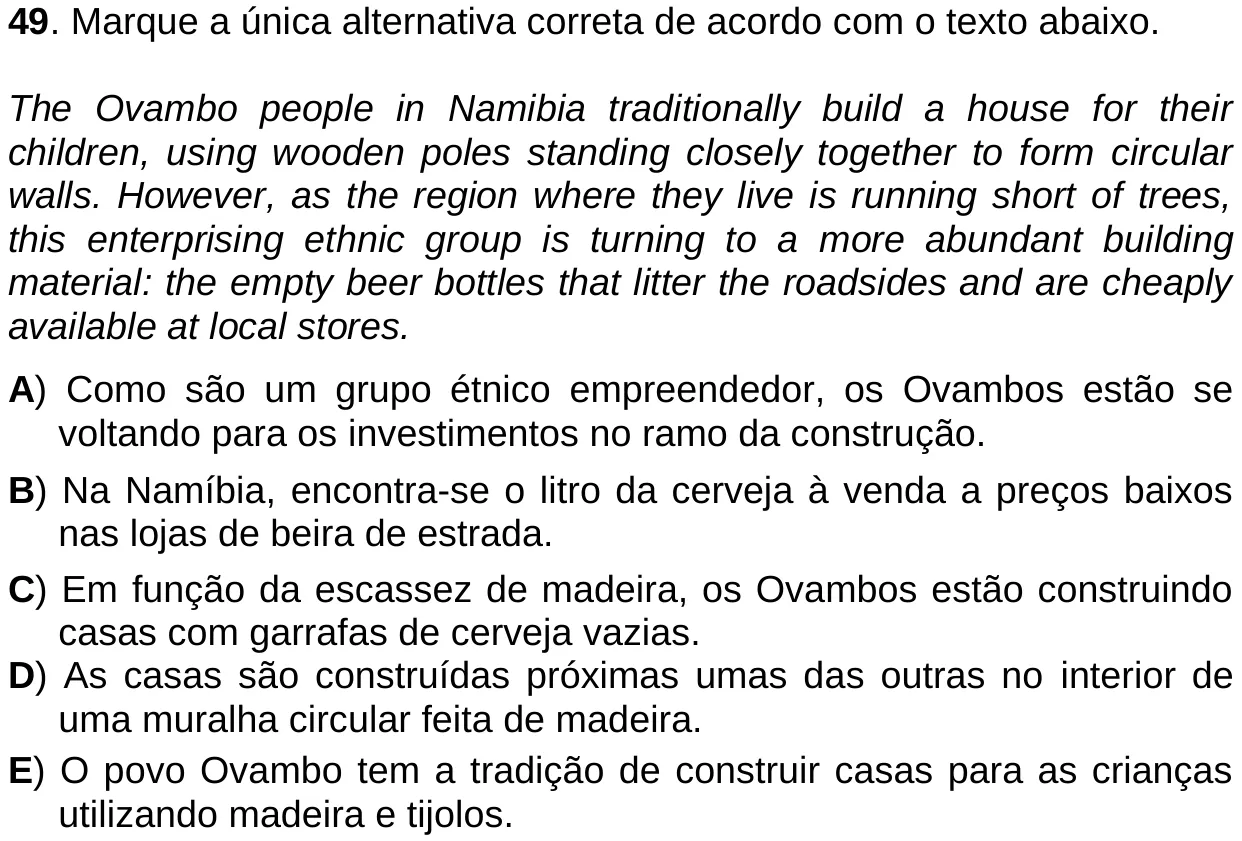 49. Marque a única alternativa correta de acordo com o texto abaixo.
The Ovambo people in Namibia traditionally build a house for their
children, using wooden poles standing closely together to form circular
walls. However, as the region where they live is running short of trees,
this enterprising ethnic group is turning to a more abundant building
material: the empty beer bottles that litter the roadsides and are cheaply
available at local stores.
A) Como são um grupo étnico empreendedor, os Ovambos estão se
voltando para os investimentos no ramo da construção.
B) Na Namíbia, encontra-se o litro da cerveja à venda a preços baixos
nas lojas de beira de estrada.
C) Em função da escassez de madeira, os Ovambos estão construindo
casas com garrafas de cerveja vazias.
D) As casas são construídas próximas umas das outras no interior de
uma muralha circular feita de madeira.
E) O povo Ovambo tem a tradição de construir casas para as crianças
utilizando madeira e tijolos.